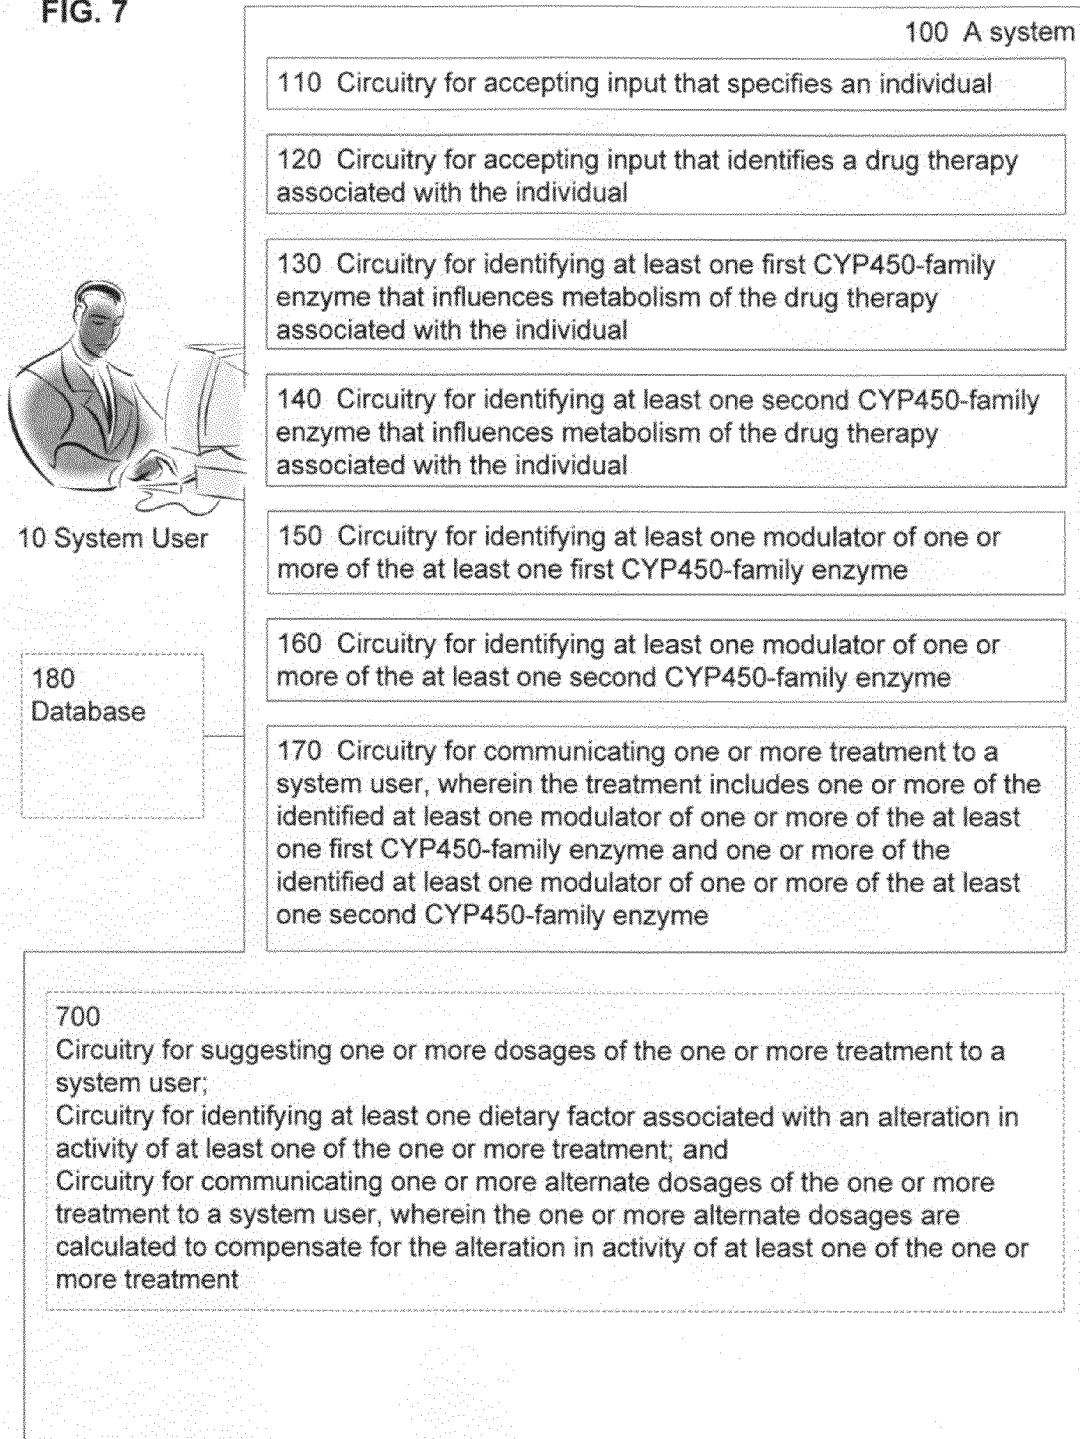 FIG. 7
100 A system
110 Circuitry for accepting input that specifies an individual
120 Circuitry for accepting input that identifies a drug therapy
associated with the individual
130 Circuitry for identifying at least one first CYP450-family
enzyme that influences metabolism of the drug therapy
associated with the individual
140 Circuitry for identifying at least one second CYP450-family
enzyme that influences metabolism of the drug therapy
associated with the individual
10 System User
150 Circuitry for identifying at least one modulator of one or
more of the at least one first CYP450-family enzyme
160 Circuitry for identifying at least one modulator of one or
more of the at least one second CYP450-family enzyme
180
Database
170 Circuitry for communicating one or more treatment to a
system user, wherein the treatment includes one or more of the
identified at least one modulator of one or more of the at least
one first CYP450-family enzyme and one or more of the
identified at least one modulator of one or more of the at least
one second CYP450-family enzyme
700
Circuitry for suggesting one or more dosages of the one or more treatment to a
system user;
Circuitry for identifying at least one dietary factor associated with an alteration in
activity of at least one of the one or more treatment; and
Circuitry for communicating one or more alternate dosages of the one or more
treatment to a system user, wherein the one or more alternate dosages are
calculated to compensate for the alteration in activity of at least one of the one or
more treatment